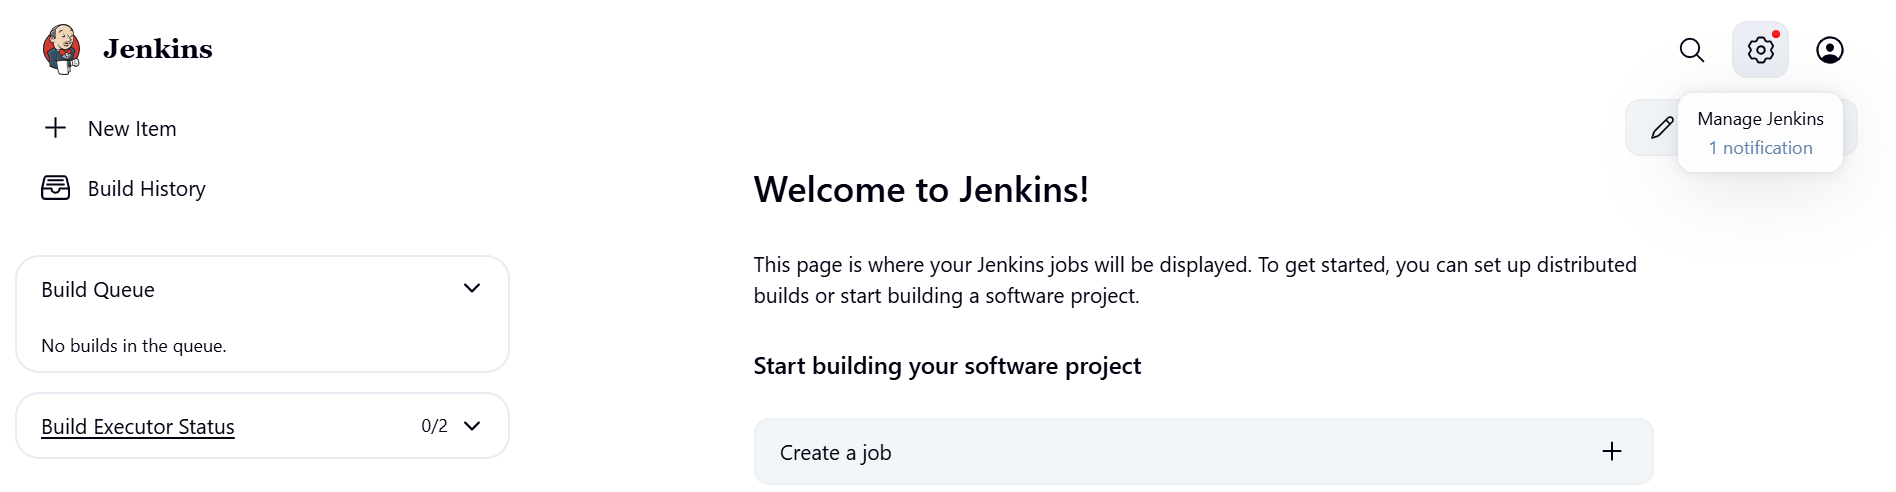 Jenkins
New Item
Build History
Build Queue
No builds in the queue.
Build Executor Status 0/2
Manage Jenkins
1 notification
Welcome to Jenkins!
This page is where your Jenkins jobs will be displayed. To get started, you can set up distributed
builds or start building a software project.
Start building your software project
Create a job